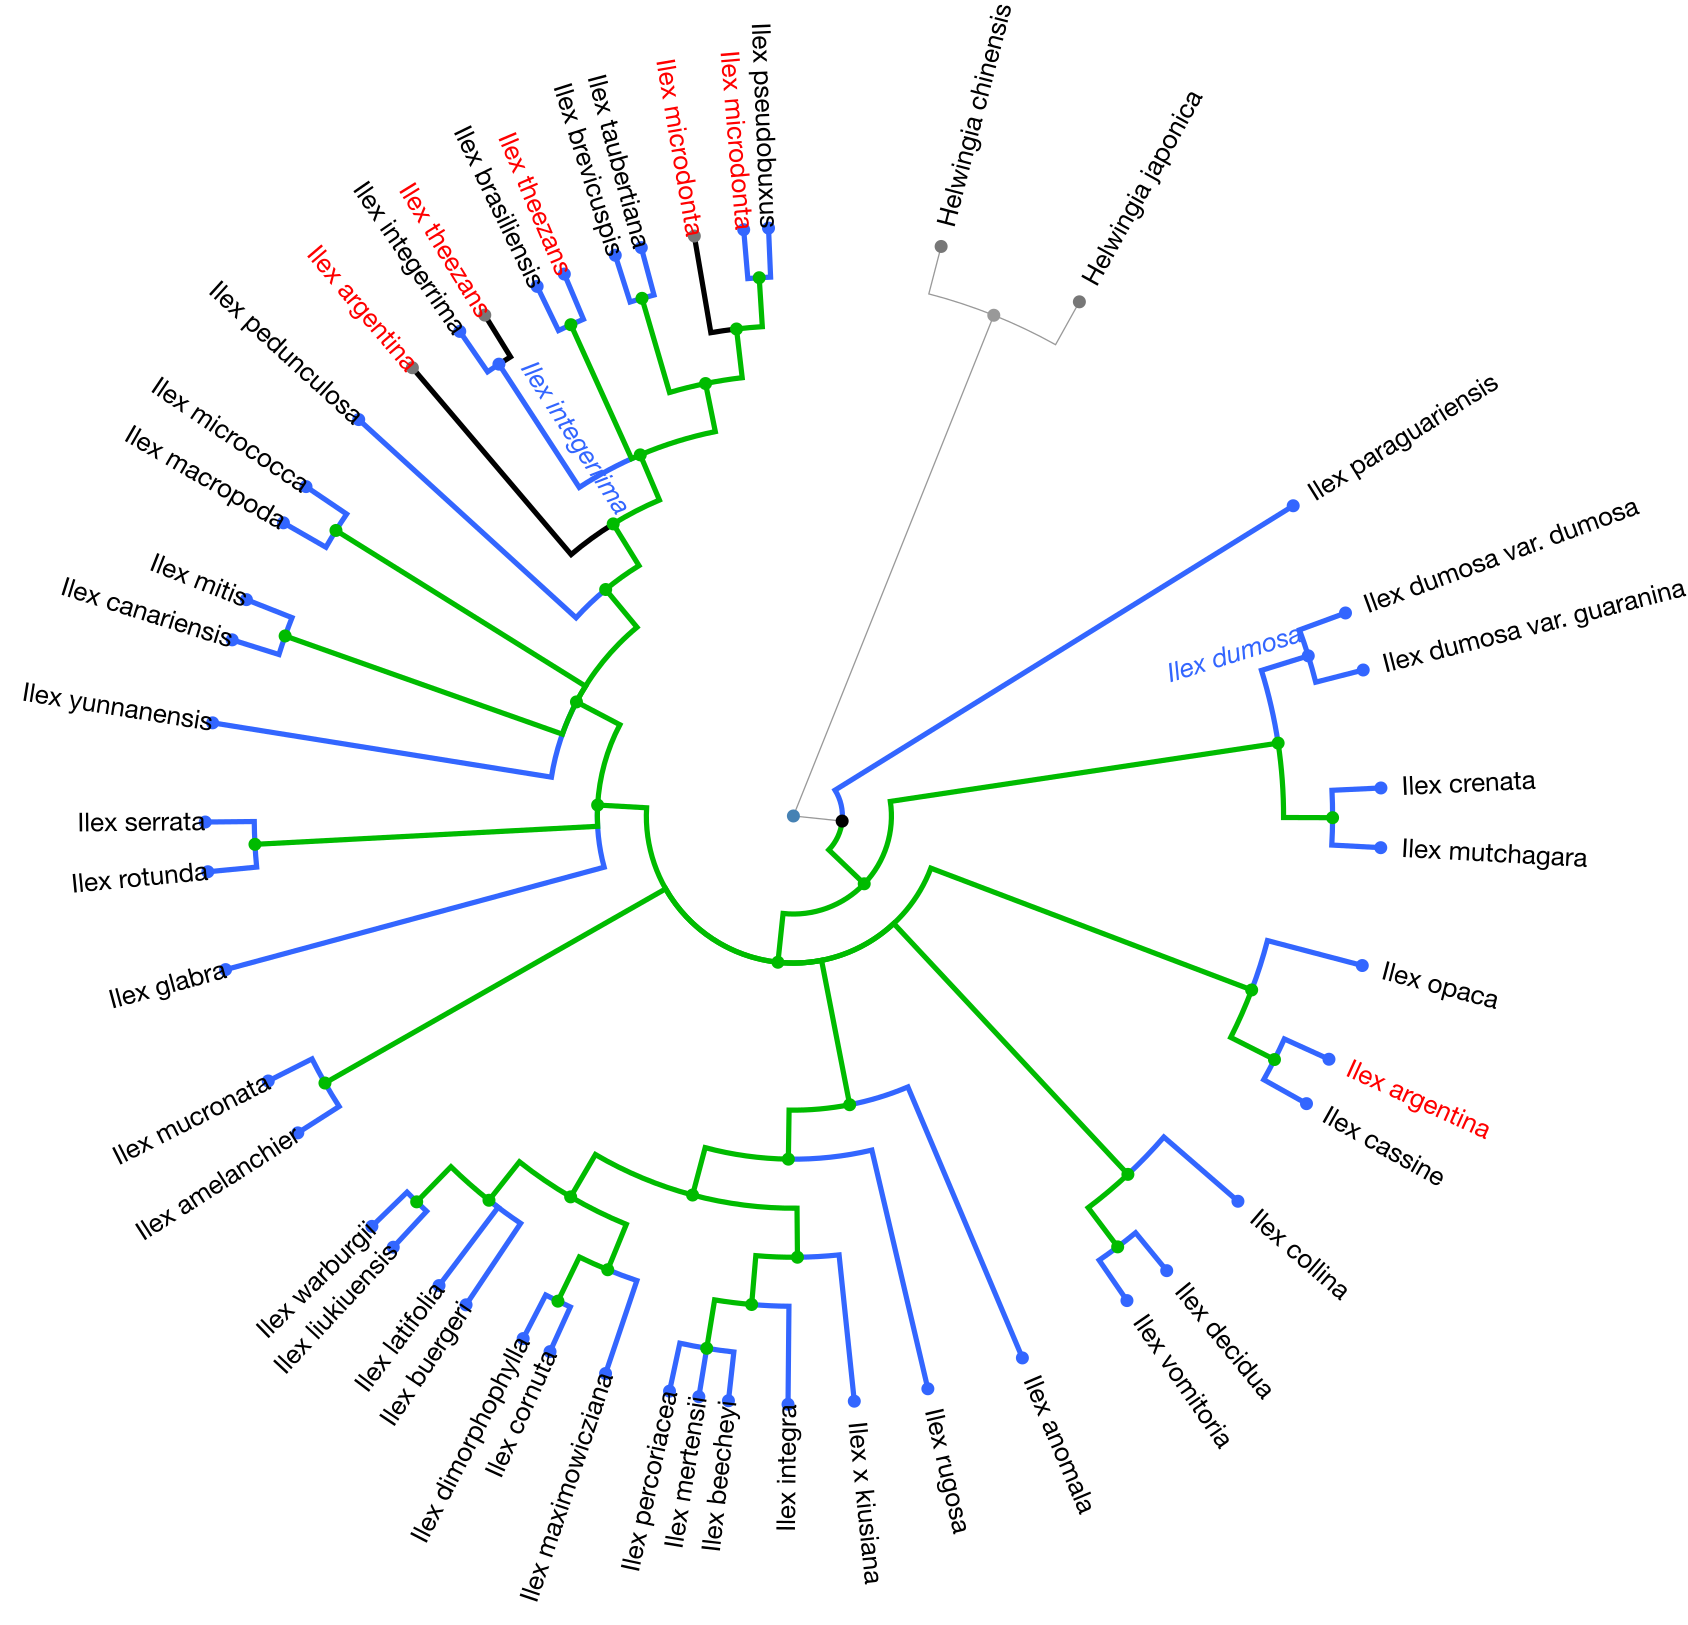 Helwingia chinensis
Helwingia japonica
Ilex paraguariensis
Ilex dumosa var. dumosa
Ilex dumosa
Ilex dumosa var. guaranina
Ilex crenata
Ilex mutchagara
Ilex opaca
Ilex argentina
Ilex cassine
Ilex collina
Ilex decidua
Ilex vomitoria
Ilex anomala
Ilex rugosa
Ilex x kiusiana
Ilex integra
Ilex beecheyi
Ilex mertensii
Ilex percoriacea
Ilex maximowicziana
Ilex cornuta
Ilex dimorphophylla
Ilex buergeri
Ilex latifolia
Ilex liukiuensis
Ilex warburgii
Ilex amelanchier
Ilex mucronata
Ilex glabra
Ilex rotunda
Ilex serrata
Ilex yunnanensis
Ilex canariensis
Ilex mitis
Ilex macropoda
Ilex micrococca
Ilex pedunculosa
Ilex argentina
Ilex integerrima
Ilex theezans
Ilex integerrima
Ilex brasiliensis
Ilex theezans
Ilex brevicuspis
Ilex taubertiana
Ilex microdonta
Ilex microdonta
Ilex pseudobuxus